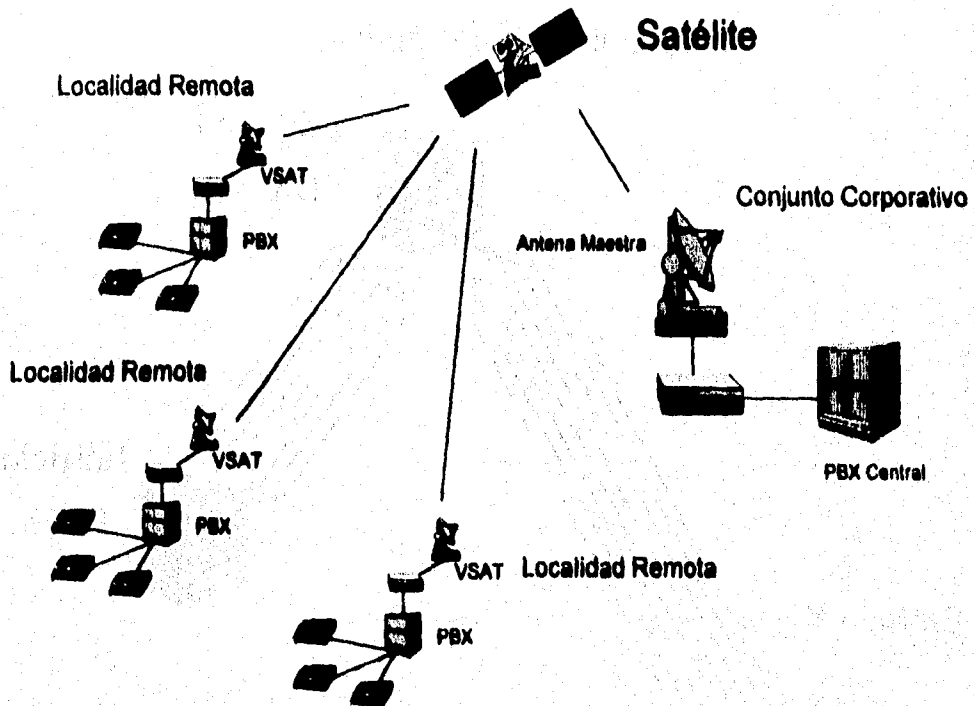 Satélite
Localidad Remota
VSAT
PBX
Conjunto Corporativo
Antena Maestra
PBX Central
Localidad Remota
VSAT
PBX
VSAT
Localidad Remota
PBX